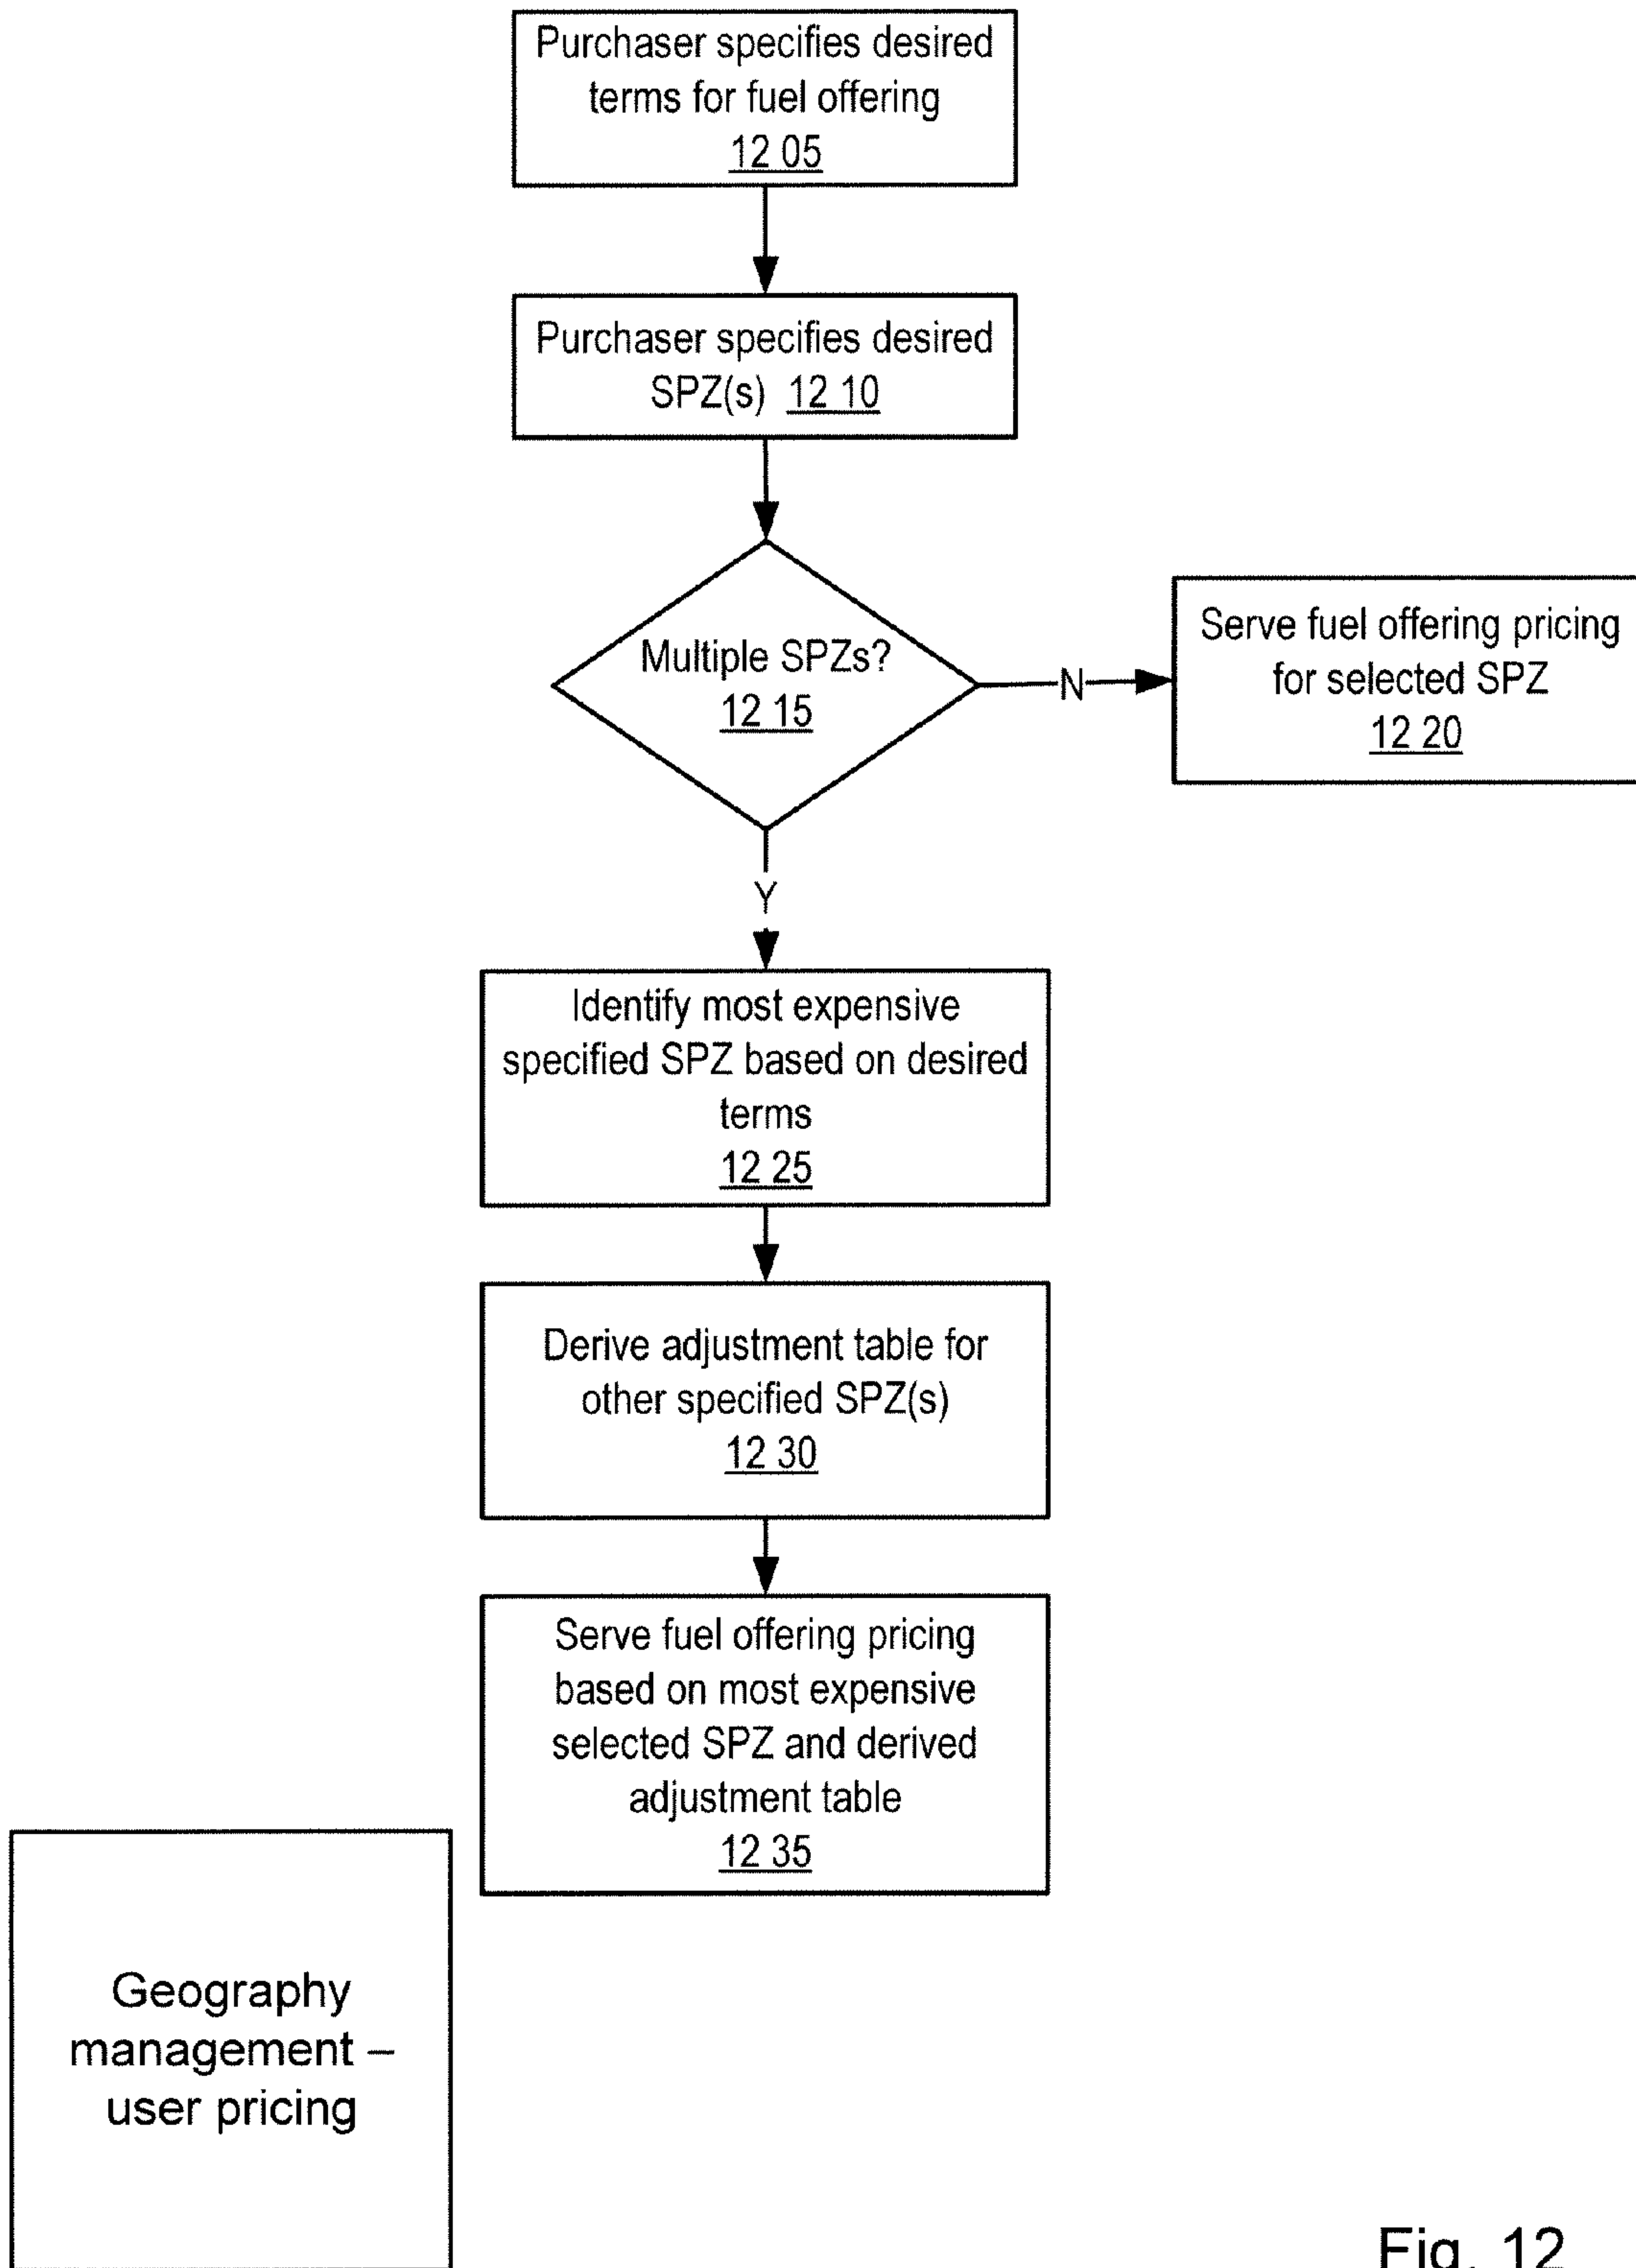 Purchaser specifies desired
terms for fuel offering
12 05
Purchaser specifies desired
SPZ(s) 12 10
Multiple SPZs?
12 15
N
Serve fuel offering pricing
for selected SPZ
12 20
Y
Identify most expensive
specified SPZ based on desired
terms
12 25
Derive adjustment table for
other specified SPZ(s)
12 30
Serve fuel offering pricing
based on most expensive
selected SPZ and derived
adjustment table
12 35
Geography
management –
user pricing
Fig. 12